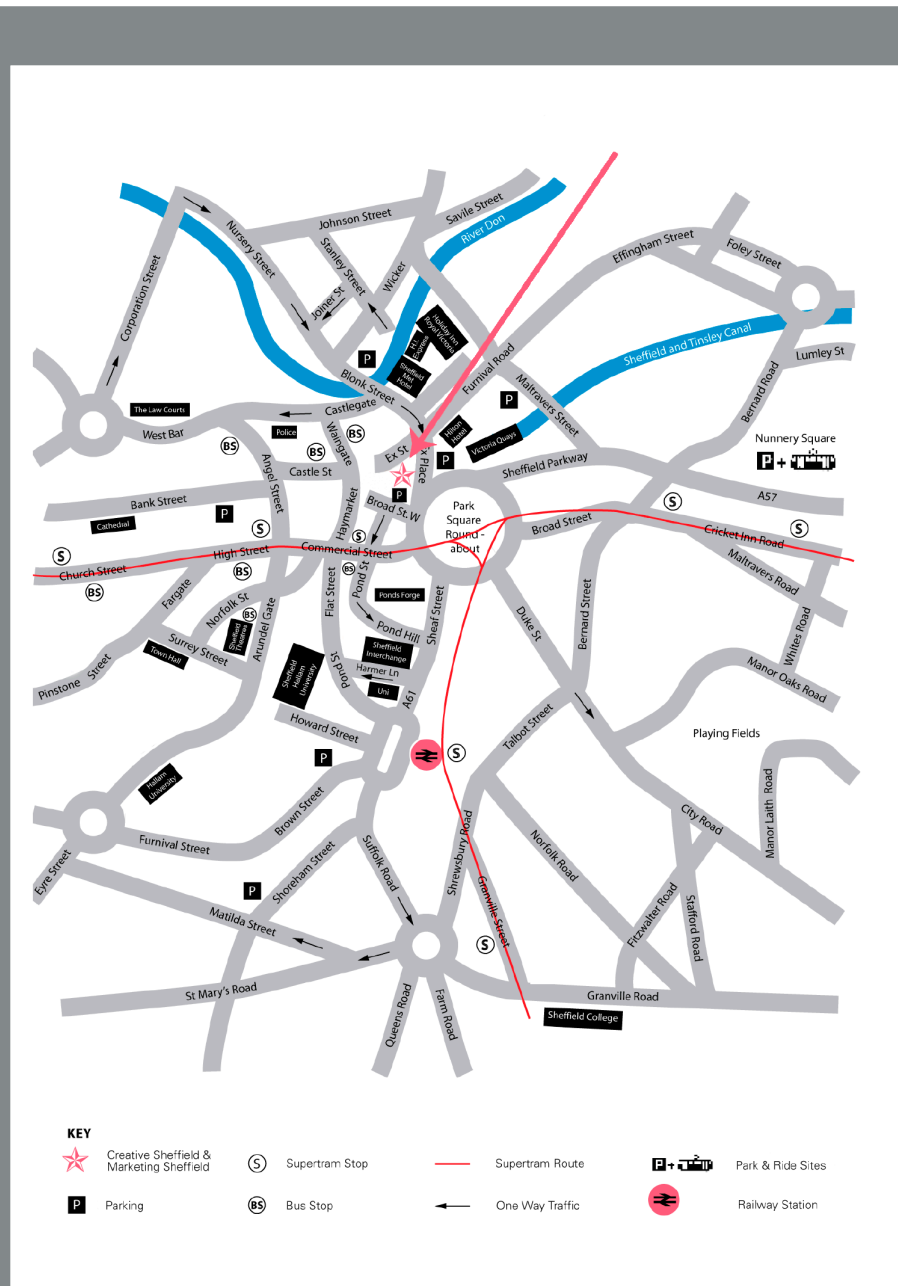 Savile Street
River Don
Johnson Street
Nursery Street
Stanley Street
Wicker
Joiner St
Effingham Street
Foley Street
Corporation Street
Holiday Inn
Royal Victoria
H.I.
Express
Sheffield
Met
Hotel
Furnival Road
Sheffield and Tinsley Canal
Lumley St
P
Blonk Street
Maltravers Street
Bernard Road
P
Castlegate
The Law Courts
West Bar
Police
BS
BS
BS
Waingate
Hilton
Hotel
Victoria Quays
Nunnery Square
P +
Ex St
Ex Place
P
Angel Street
Castle St
Sheffield Parkway
A57
Bank Street
Cathedral
P
Haymarket
P
Broad St. W
Park
Square
Round -
about
Broad Street
S
Cricket Inn Road
S
S
S
S
High Street
Commercial Street
Church Street
BS
BS
BS
Maltravers Road
Fargate
Norfolk St
BS
Flat Street
Pond St
Ponds Forge
Sheaf Street
Duke St.
Bernard Street
Whites Road
Pond Hill
Sheffield
Theatres
Arundel Gate
Town Hall
Surrey Street
Sheffield
Interchange
Harmer Ln
Uni
Sheffield
Hallam
University
Pond St
A61
Pinstone Street
Manor Oaks Road
Howard Street
Talbot Street
Playing Fields
P
S
Hallam
University
Brown Street
Manor Laith Road
City Road
Furnival Street
Eyre Street
Shoreham Street
Suffolk Road
Shrewsbury Road
Norfolk Road
P
Granville Street
Fitzwalter Road
Stafford Road
Matilda Street
S
St Mary's Road
Queens Road
Farm Road
Granville Road
Sheffield College
KEY
Creative Sheffield &
Marketing Sheffield
S Supertram Stop
Supertram Route
P+ Park & Ride Sites
P Parking
BS Bus Stop
One Way Traffic
Railway Station